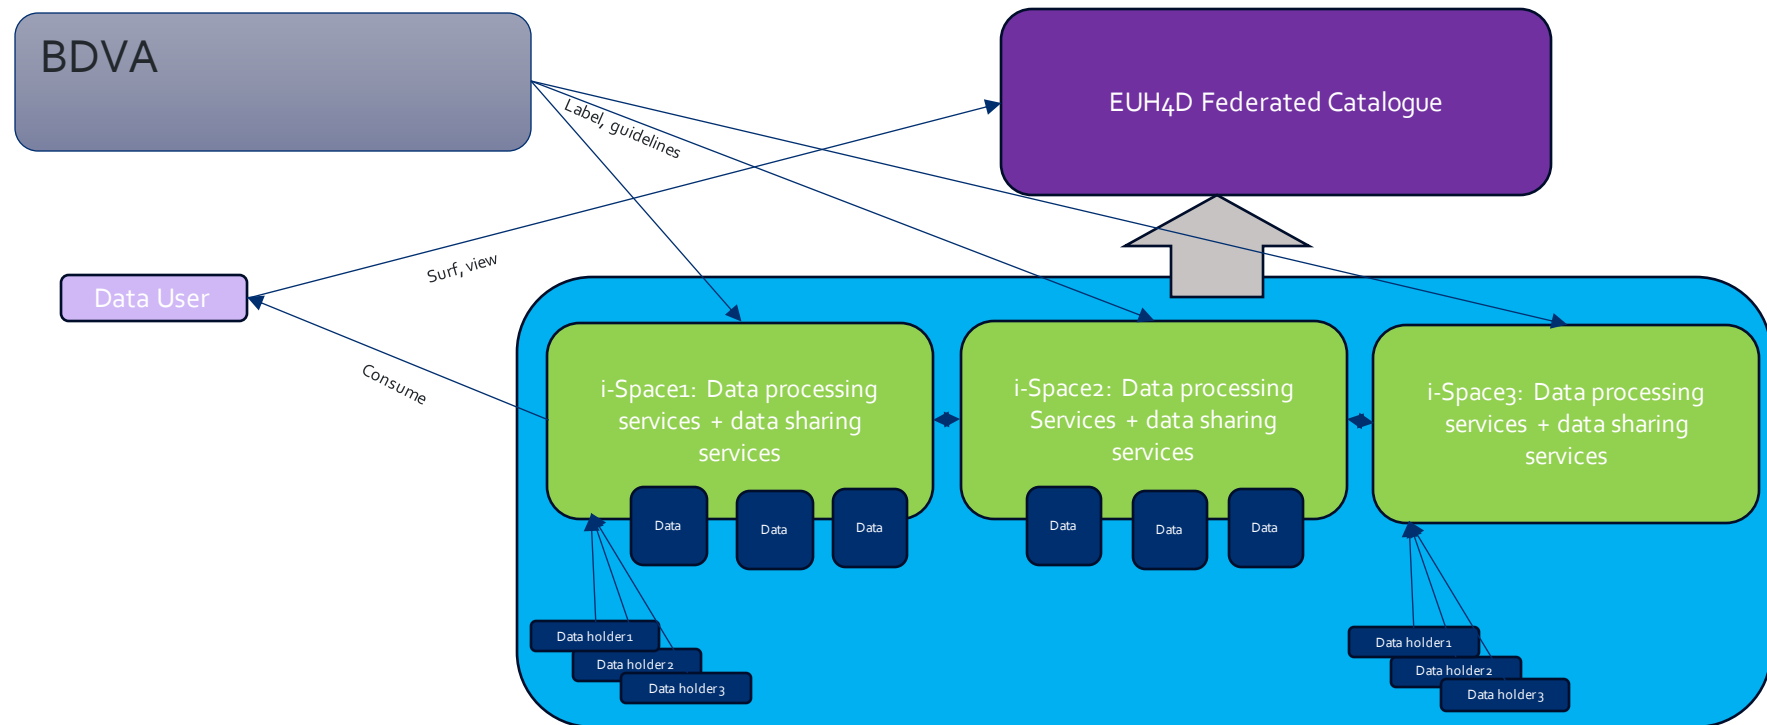 BDVA
EUH4D Federated Catalogue
Label, guidelines
Surf, view
Data User
Consume
i-Space1: Data processing
services + data sharing
services
i-Space2: Data processing
Services + data sharing
services
i-Space3: Data processing
services + data sharing
services
Data
Data
Data
Data
Data
Data
Data holder1
Data holder2
Data holder3
Data holder1
Data holder2
Data holder3